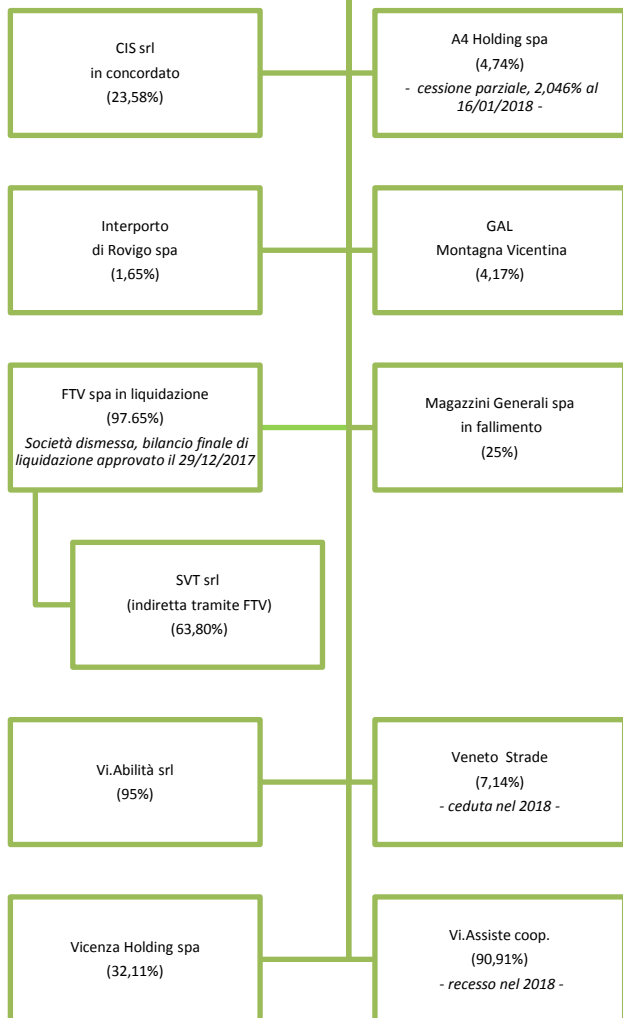 CIS srl
in concordato
(23,58%)
A4 Holding spa
(4,74%)
- cessione parziale, 2,046% al
16/01/2018 -
Interporto
di Rovigo spa
(1,65%)
GAL
Montagna Vicentina
(4,17%)
FTV spa in liquidazione
(97.65%)
Società dismessa, bilancio finale di
liquidazione approvato il 29/12/2017
Magazzini Generali spa
in fallimento
(25%)
SVT srl
(indiretta tramite FTV)
(63,80%)
Vi.Abilità srl
(95%)
Veneto Strade
(7,14%)
- ceduta nel 2018 -
Vicenza Holding spa
(32,11%)
Vi.Assiste coop.
(90,91%)
- recesso nel 2018 -